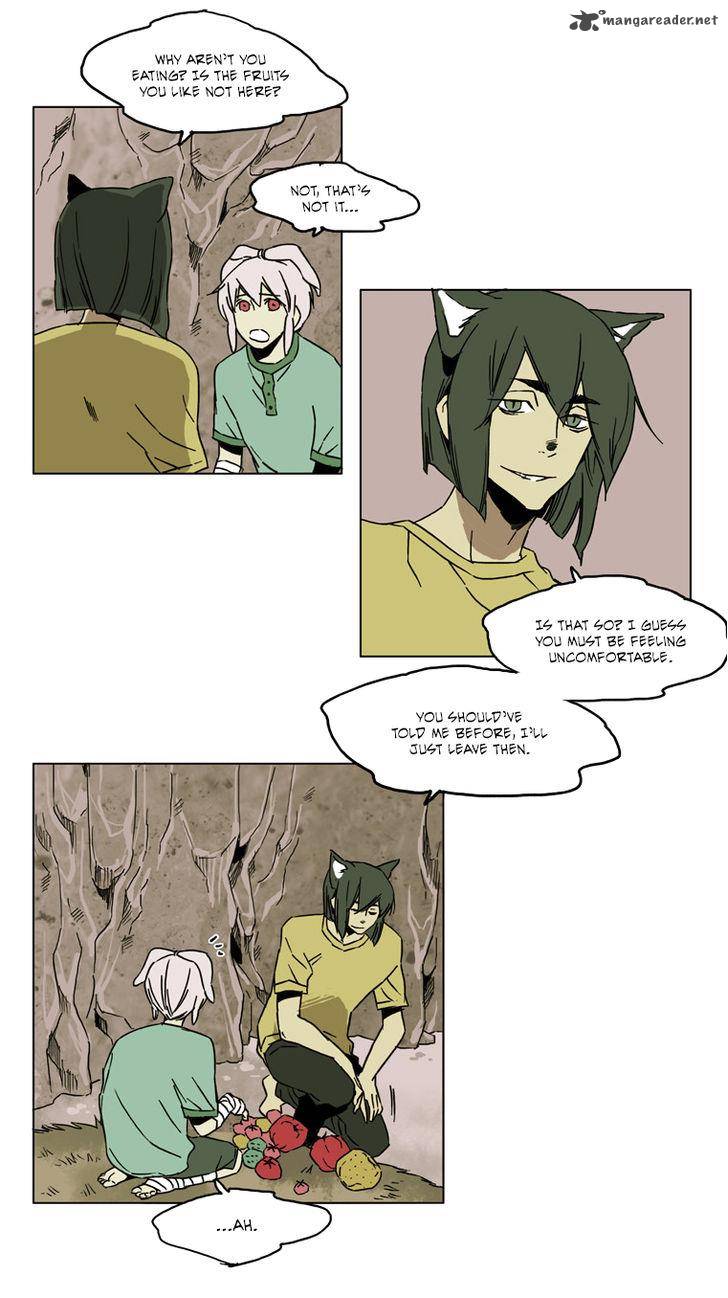 mangareader.net
WHY AREN'T YOU
EATING? IS THE FRUITS
YOU LIKE NOT HERE?
NOT, THAT'S
NOT IT...
IS THAT SO? I GUESS
YOU MUST BE FEELING
UNCOMFORTABLE.
YOU SHOULD'VE
TOLD ME BEFORE, I'LL
JUST LEAVE THEN.
...AH.